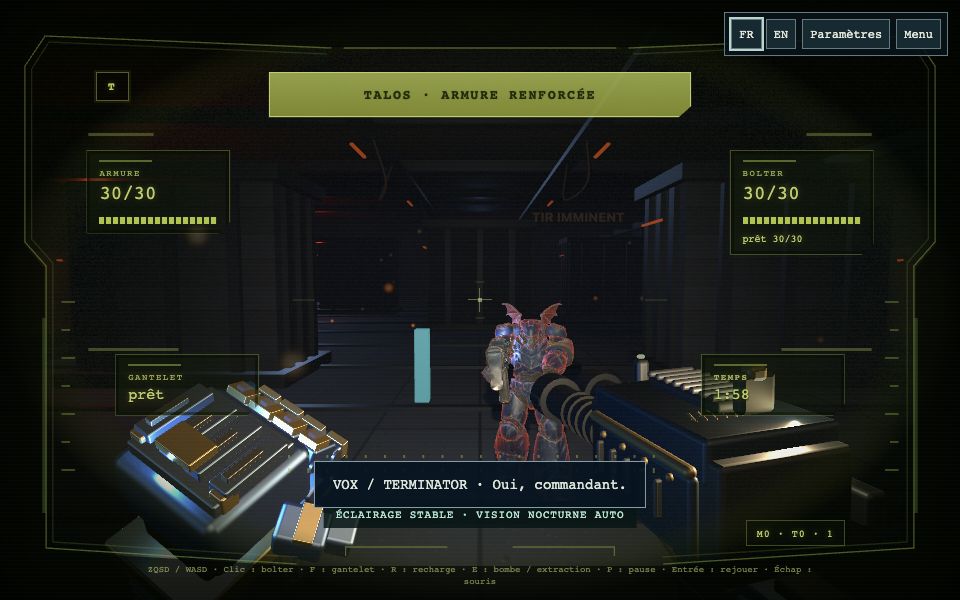 FR EN Paramètres Menu
T
TALOS · ARMURE RENFORCÉE
ARMURE
30/30
BOLTER
30/30
prêt 30/30
TIR IMMINENT
GANTELET
prêt
TEMPS
1:58
VOX / TERMINATOR · Oui, commandant.
ÉCLAIRAGE STABLE · VISION NOCTURNE AUTO
M0 · T0 · 1
ZQSD / WASD · Clic : bolter · F : gantelet · R : recharge · E : bombe / extraction · P : pause · Entrée : rejouer · Échap :
souris